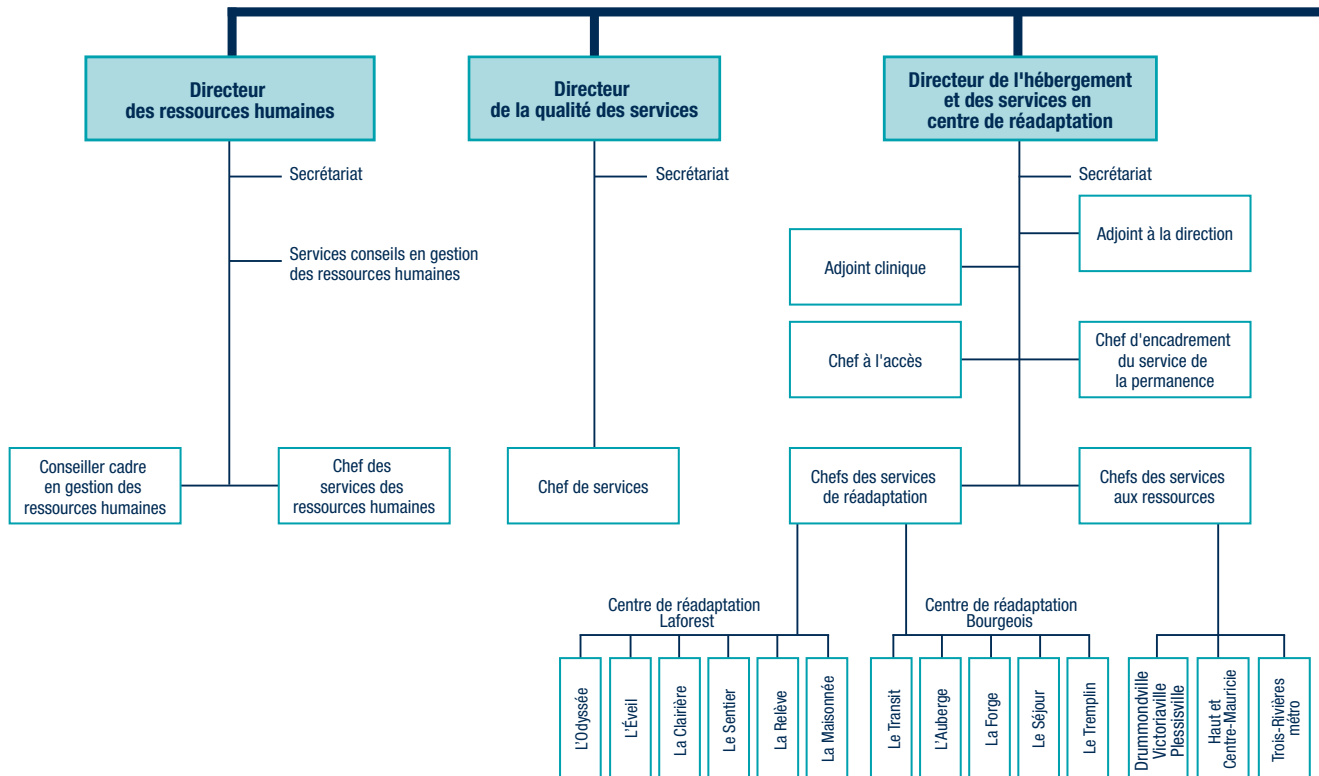 Directeur
des ressources humaines
Directeur
de la qualité des services
Directeur de l'hébergement
et des services en
centre de réadaptation
Secrétariat
Secrétariat
Secrétariat
Adjoint à la direction
Services conseils en gestion
des ressources humaines
Adjoint clinique
Chef à l'accès
Chef d'encadrement
du service de
la permanence
Conseiller cadre
en gestion des
ressources humaines
Chef des
services des
ressources humaines
Chef de services
Chefs des services
de réadaptation
Chefs des services
aux ressources
Centre de réadaptation
Laforest
Centre de réadaptation
Bourgeois
L'Odyssée
L'Éveil
La Clairière
Le Sentier
La Relève
La Maisonnée
Le Transit
L'Auberge
La Forge
Le Séjour
Le Tremplin
Drummondville
Victoriaville
Plessisville
Haut et
Centre-Mauricie
Trois-Rivières
métro